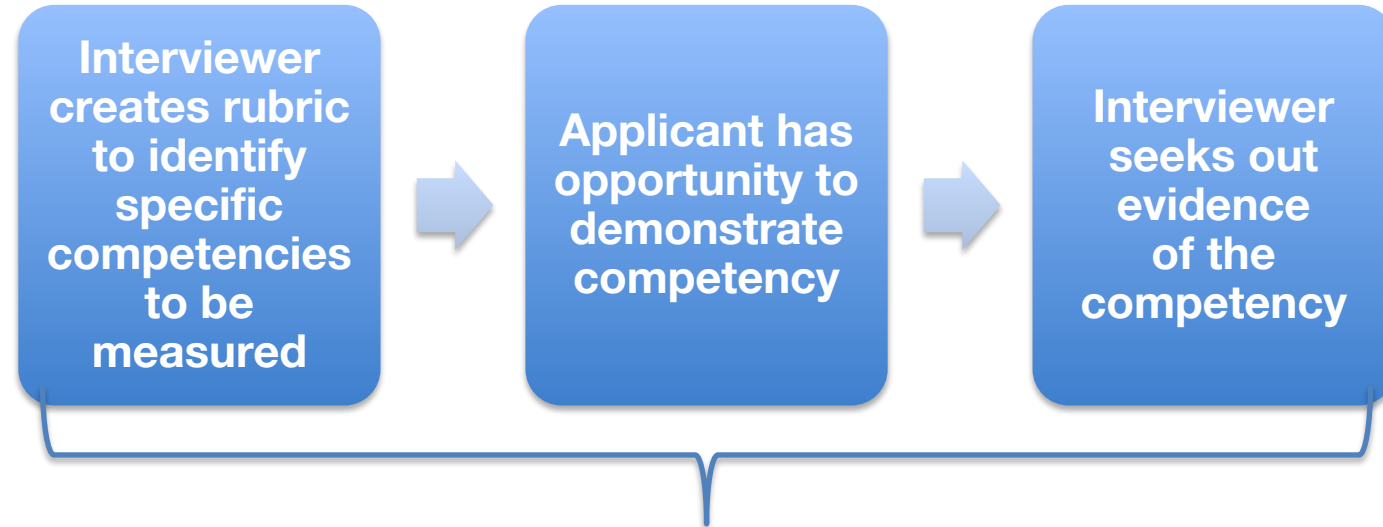 Interviewer
creates rubric
to identify
specific
competencies
to be
measured
Applicant has
opportunity to
demonstrate
competency
Interviewer
seeks out
evidence
of the
competency